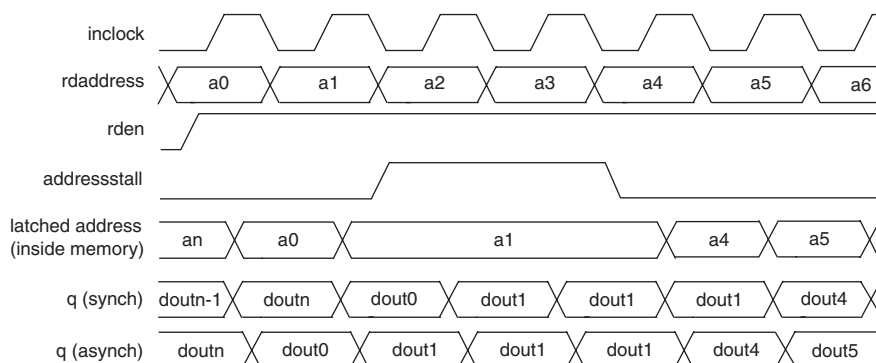 inclock
rdaddress a0 a1 a2 a3 a4 a5 a6
rden
addressstall
latched address
(inside memory) an a0 a1 a4 a5
q (synch) doutn-1 doutn dout0 dout1 dout1 dout1 dout4
q (asynch) doutn dout0 dout1 dout1 dout1 dout4 dout5